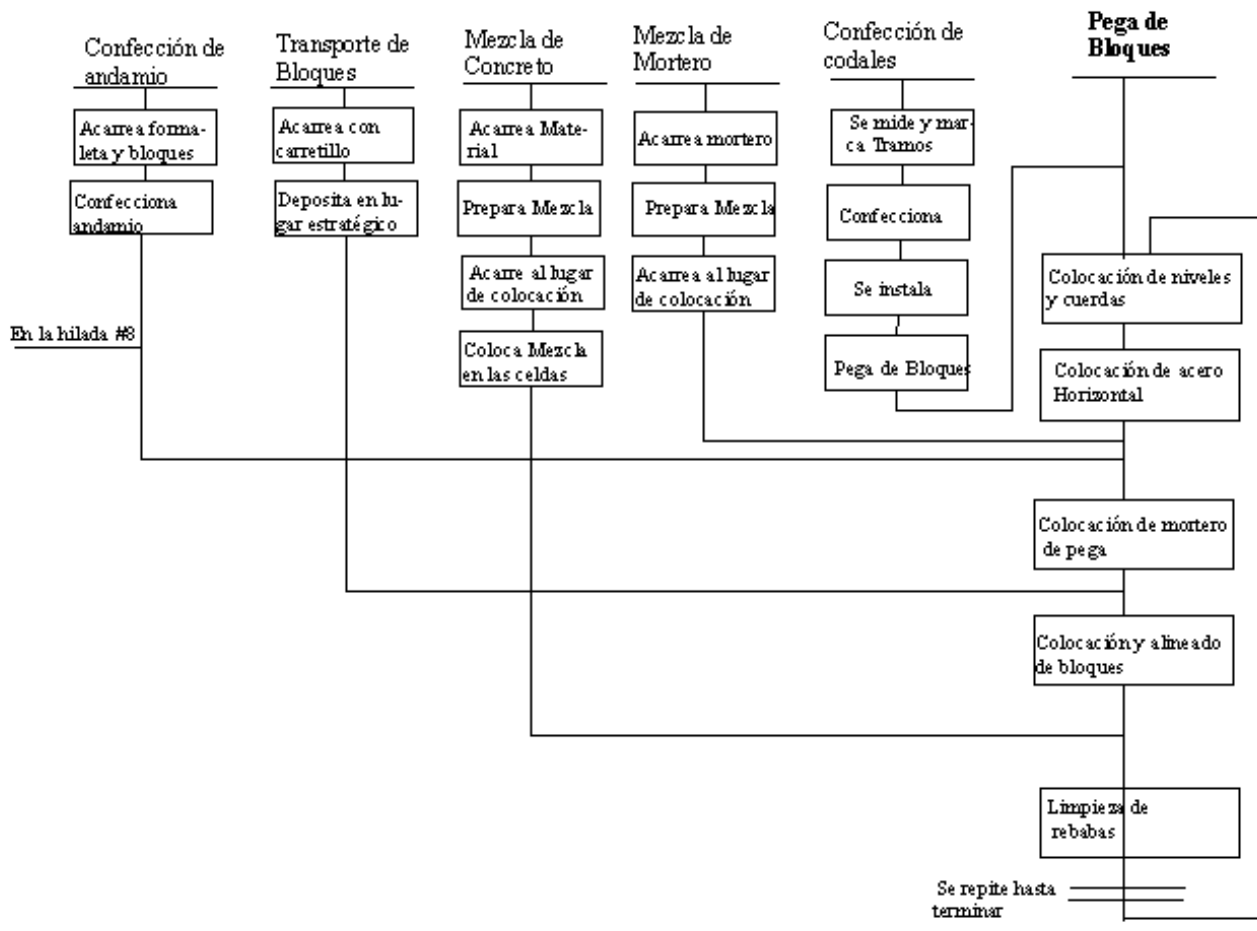 Confección de
andamio
Acarrea forma-
leta y bloques
Confecciona
andamio
En la hilada #8
Transporte de
Bloques
Acarrea con
carretillo
Deposita en lu-
gar estratégico
Mezcla de
Concreto
Acarrea Mate-
rial
Prepara Mezcla
Acarre al lugar
de colocación
Coloca Mezcla
en las celdas
Mezcla de
Mortero
Acarrea mortero
Prepara Mezcla
Acarrea al lugar
de colocación
Confección de
codales
Se mide y mar-
ca Tramos
Confecciona
Se instala
Pega de Bloques
Pega de
Bloques
Colocación de niveles
y cuerdas
Colocación de acero
Horizontal
Colocación de mortero
de pega
Colocación y alineado
de bloques
Limpieza de
rebabas
Se repite hasta
terminar